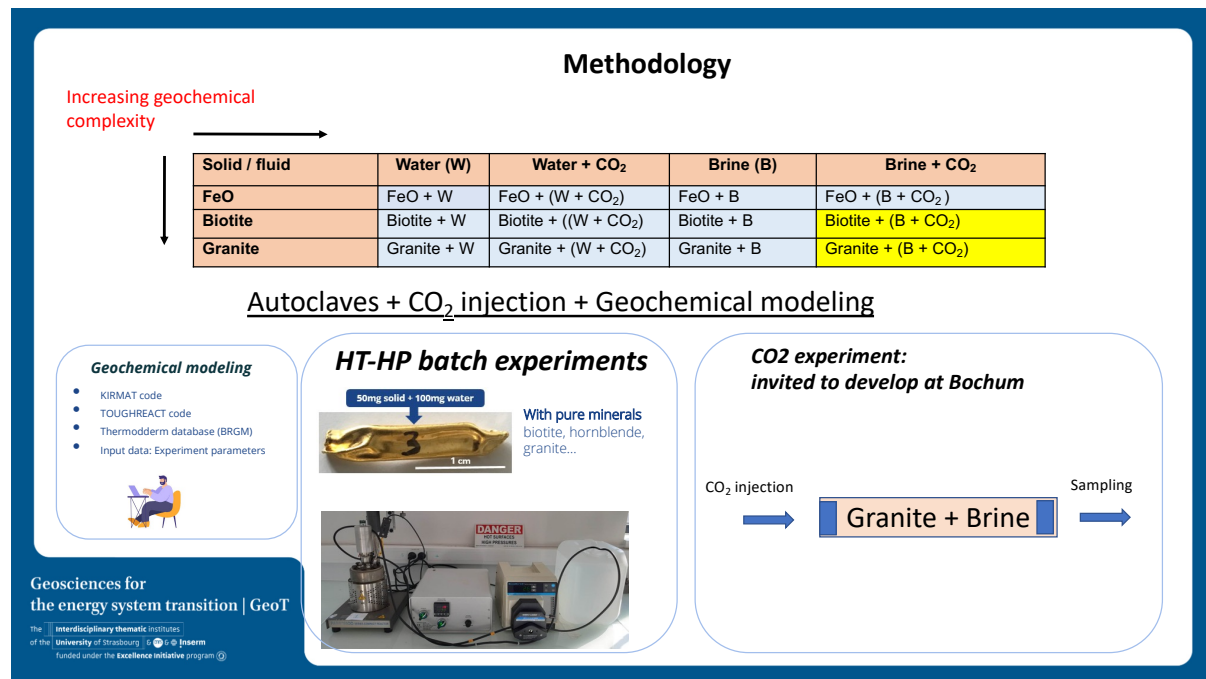 Methodology
Increasing geochemical
complexity
Solid / fluid Water (W) Water + CO₂ Brine (B) Brine + CO₂
FeO FeO + W FeO + (W + CO₂) FeO + B FeO + (B + CO₂ )
Biotite Biotite + W Biotite + ((W + CO₂) Biotite + B Biotite + (B + CO₂)
Granite Granite + W Granite + (W + CO₂) Granite + B Granite + (B + CO₂)
Autoclaves + CO₂ injection + Geochemical modeling
Geochemical modeling
• KIRMAT code
• TOUGHREACT code
• Thermodderm database (BRGM)
• Input data: Experiment parameters
HT-HP batch experiments
50mg solid + 100mg water
3
1 cm
With pure minerals
biotite, hornblende,
granite...
DANGER
HOT SURFACES
HIGH PRESSURES
CO2 experiment:
invited to develop at Bochum
CO₂ injection
Granite + Brine
Sampling
Geosciences for
the energy system transition | GeoT
The Interdisciplinary thematic institutes
of the University of Strasbourg & & Inserm
funded under the Excellence Initiative program